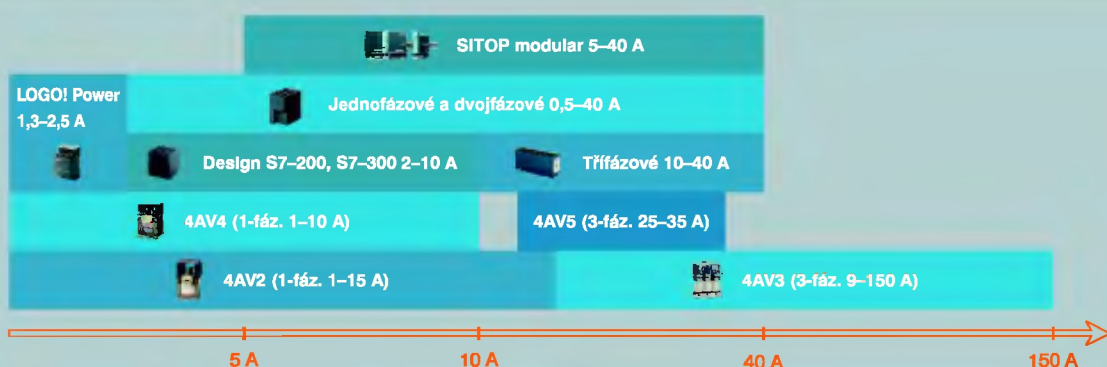 SITOP modular 5–40 A
LOGO! Power
1,3–2,5 A
Jednofázové a dvojfázové 0,5–40 A
Design S7–200, S7–300 2–10 A
Třífázové 10–40 A
4AV4 (1-fáz. 1–10 A)
4AV5 (3-fáz. 25–35 A)
4AV2 (1-fáz. 1–15 A)
4AV3 (3-fáz. 9–150 A)
5 A
10 A
40 A
150 A